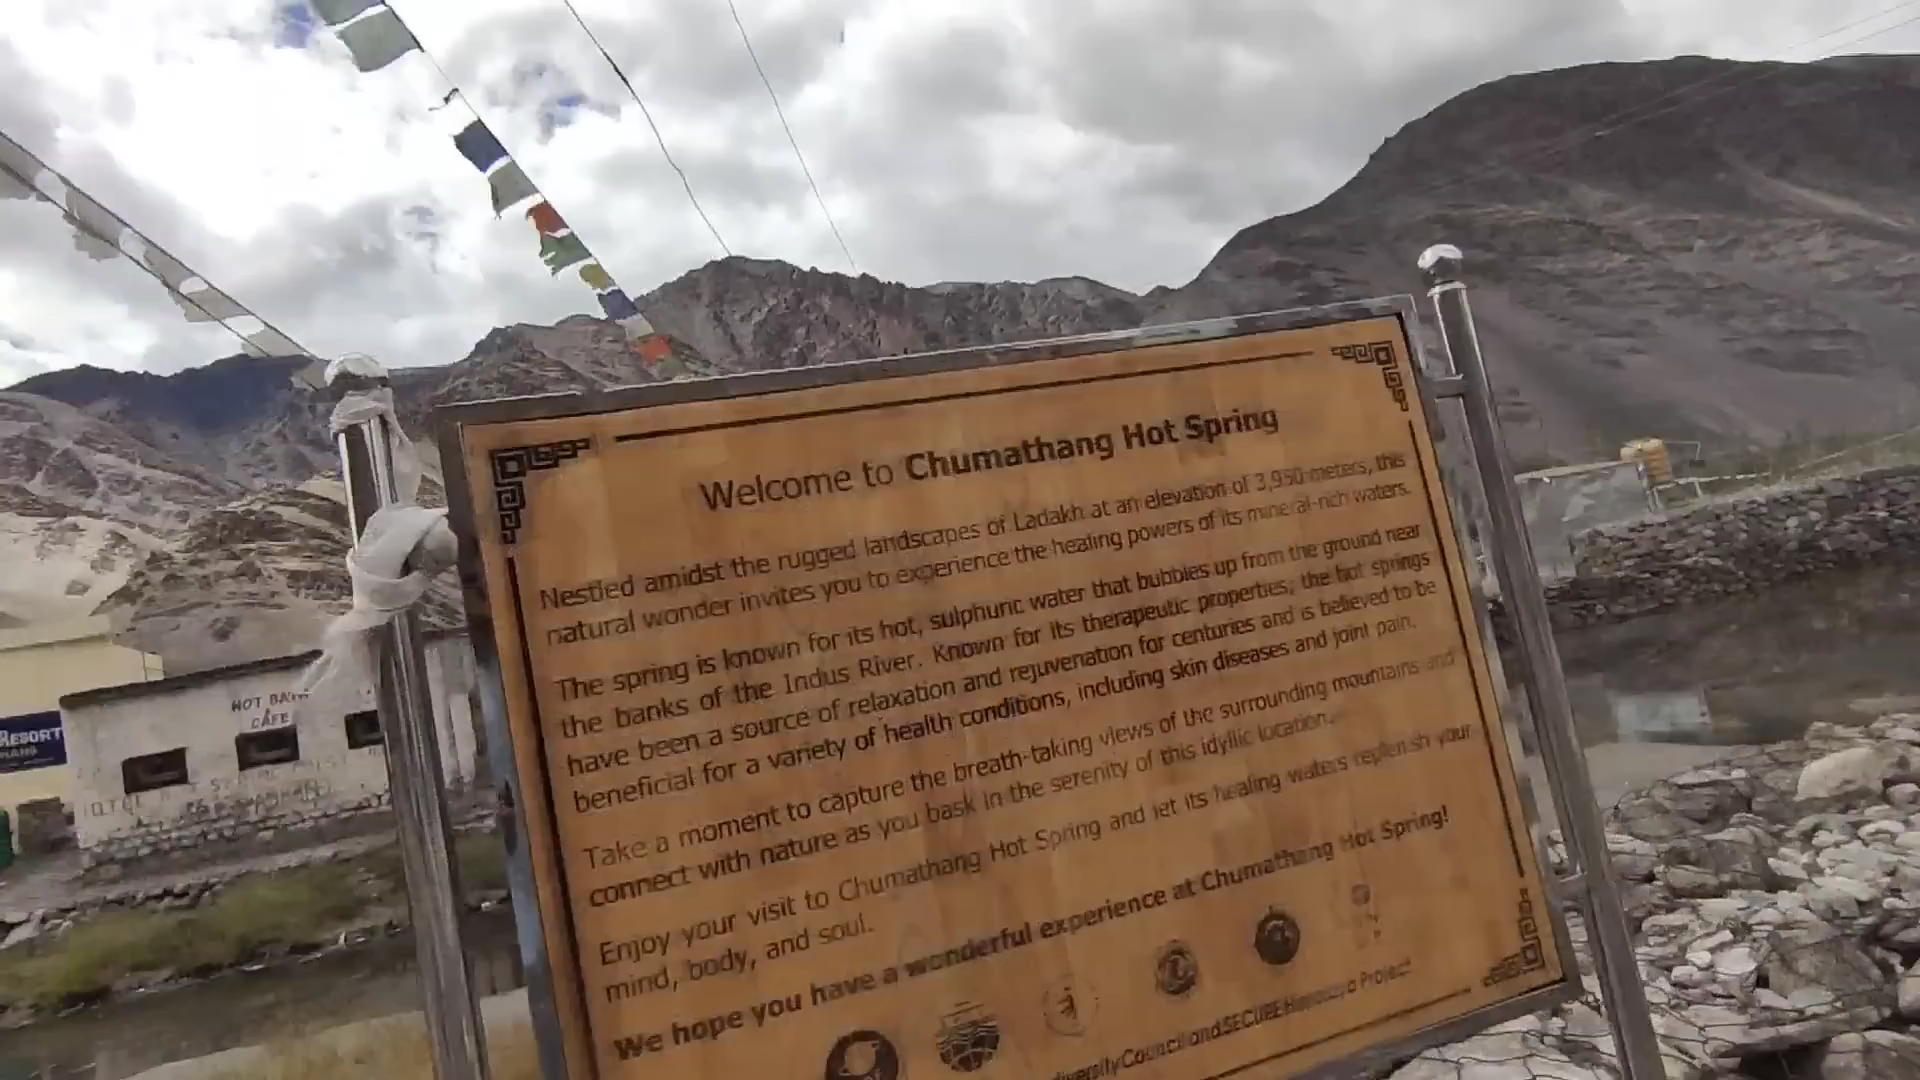 Welcome to Chumathang Hot Spring
Nestled amidst the rugged landscapes of Ladakh at an elevation of 3,950 meters, this
natural wonder invites you to experience the healing powers of its mineral-rich waters.
The spring is known for its hot, sulphuric water that bubbles up from the ground near
the banks of the Indus River. Known for its therapeutic properties, the hot springs
have been a source of relaxation and rejuvenation for centuries and is believed to be
beneficial for a variety of health conditions, including skin diseases and joint pain.
Take a moment to capture the breath-taking views of the surrounding mountains and
connect with nature as you bask in the serenity of this idyllic location.
Enjoy your visit to Chumathang Hot Spring and let its healing waters replenish your
mind, body, and soul.
We hope you have a wonderful experience at Chumathang Hot Spring!
Council and SECURE Himalaya Project
HOT BATH
CAFE
RESORT